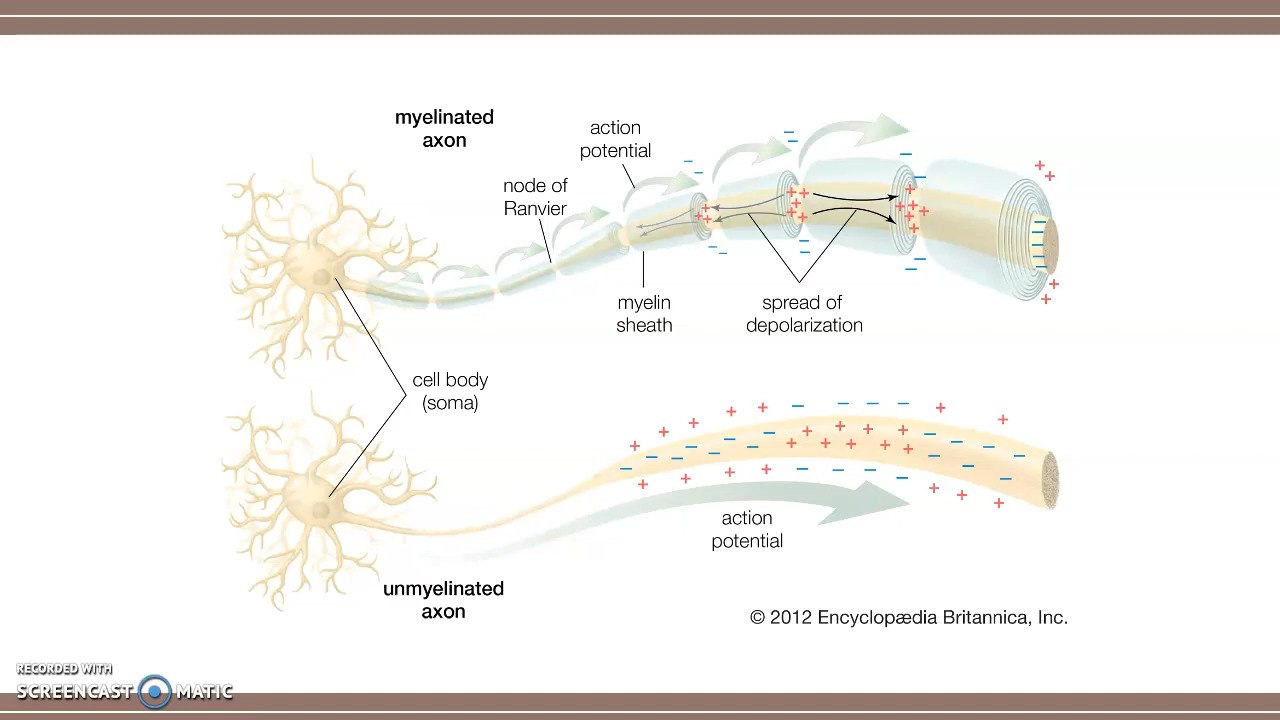 myelinated
axon
action
potential
node of
Ranvier
myelin
sheath
spread of
depolarization
cell body
(soma)
action
potential
unmyelinated
axon
© 2012 Encyclopædia Britannica, Inc.
RECORDED WITH
SCREENCAST MATIC